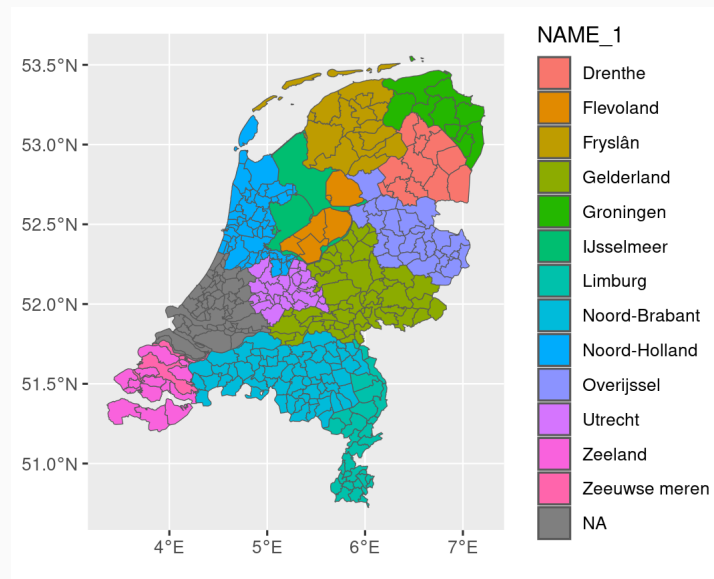 NAME_1
Drenthe
Flevoland
Fryslân
Gelderland
Groningen
IJsselmeer
Limburg
Noord-Brabant
Noord-Holland
Overijssel
Utrecht
Zeeland
Zeeuwse meren
NA
53.5°N
53.0°N
52.5°N
52.0°N
51.5°N
51.0°N
4°E 5°E 6°E 7°E